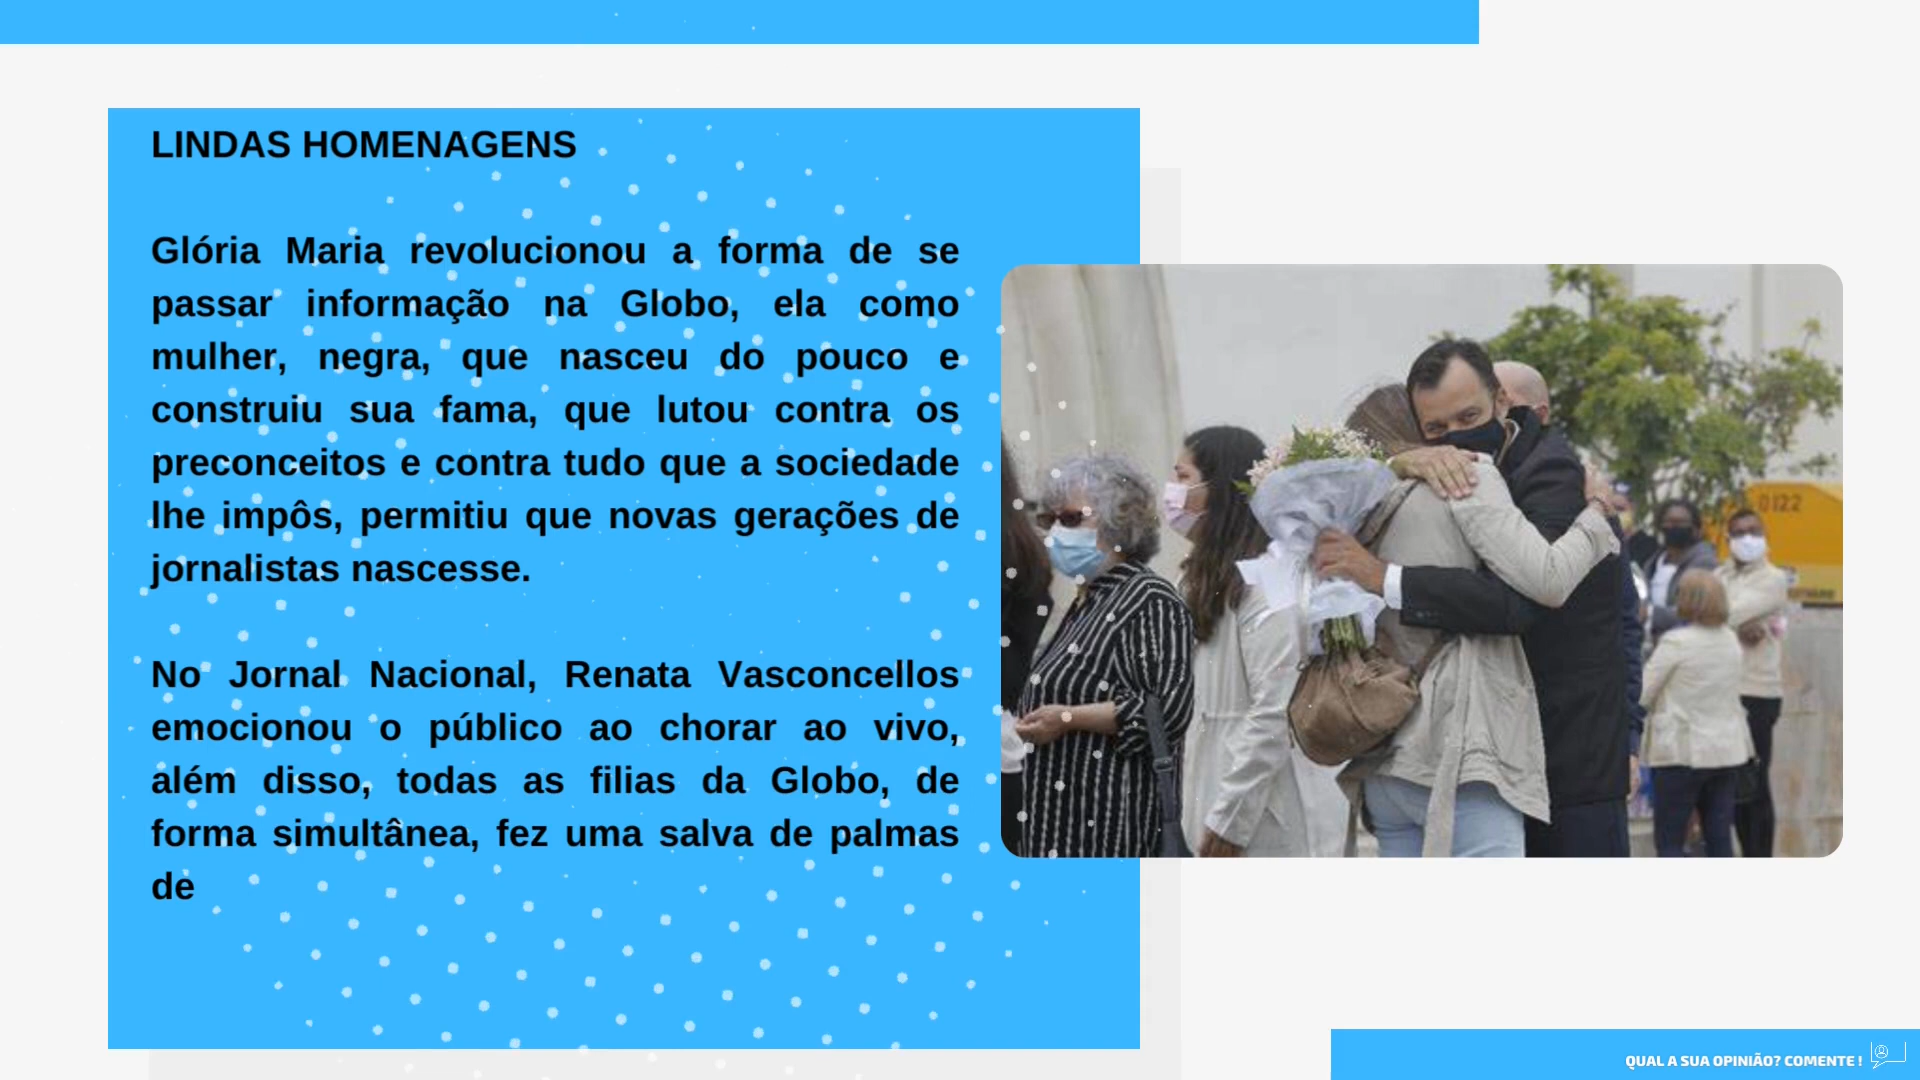 LINDAS HOMENAGENS
Glória Maria revolucionou a forma de se
passar informação na Globo, ela como
mulher, negra, que nasceu do pouco e
construiu sua fama, que lutou contra os
preconceitos e contra tudo que a sociedade
lhe impôs, permitiu que novas gerações de
jornalistas nascesse.
No Jornal Nacional, Renata Vasconcellos
emocionou o público ao chorar ao vivo,
além disso, todas as filias da Globo, de
forma simultânea, fez uma salva de palmas
de
0122
QUAL A SUA OPINIÃO? COMENTE !